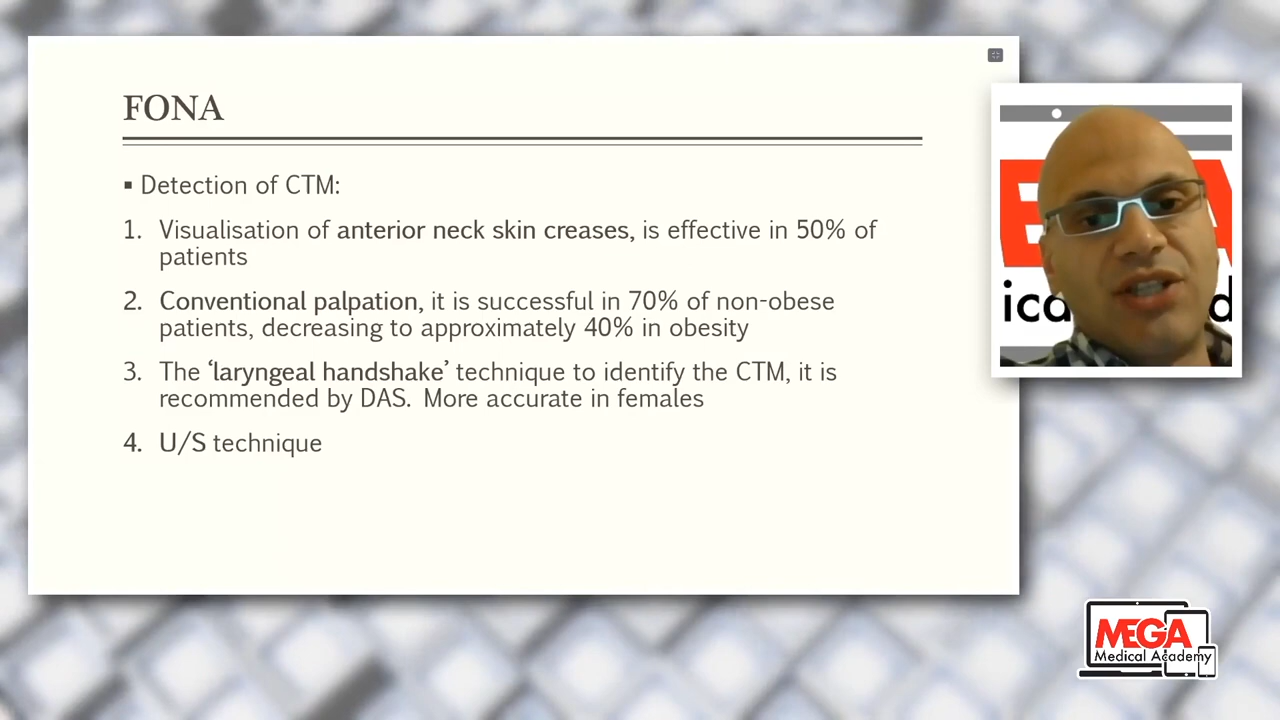 FONA
▪ Detection of CTM:
1. Visualisation of anterior neck skin creases, is effective in 50% of
patients
2. Conventional palpation, it is successful in 70% of non-obese
patients, decreasing to approximately 40% in obesity
3. The ‘laryngeal handshake’ technique to identify the CTM, it is
recommended by DAS. More accurate in females
4. U/S technique
E
ica
d
MEGA
Medical Academy